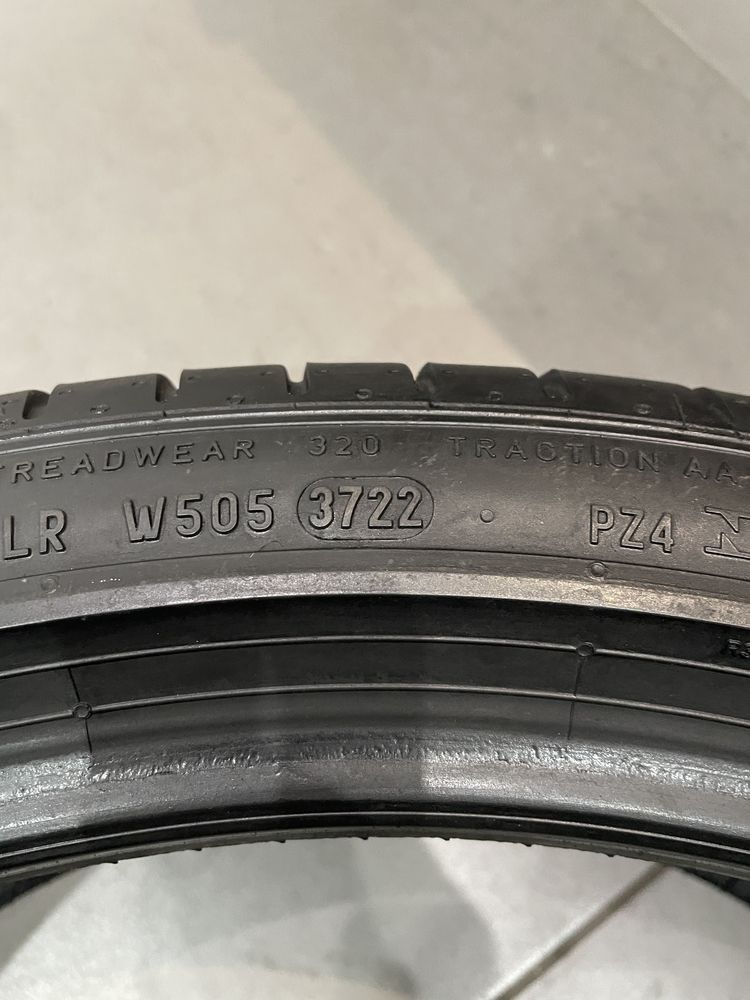 TREADWEAR 320 TRACTION AA
LR W505 3722 PZ4